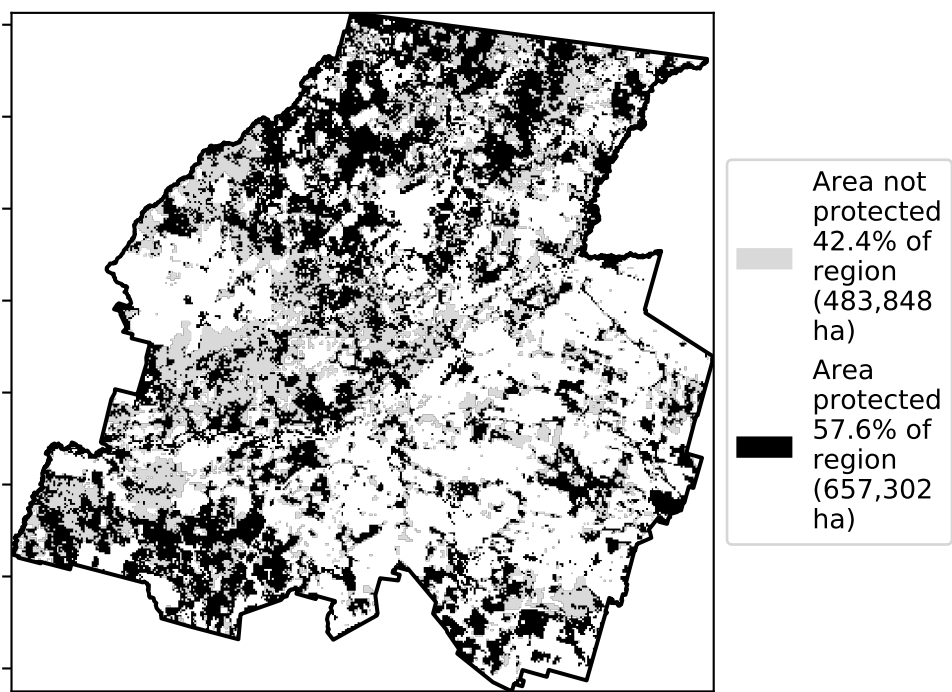 Area not
protected
42.4% of
region
(483,848
ha)
Area
protected
57.6% of
region
(657,302
ha)